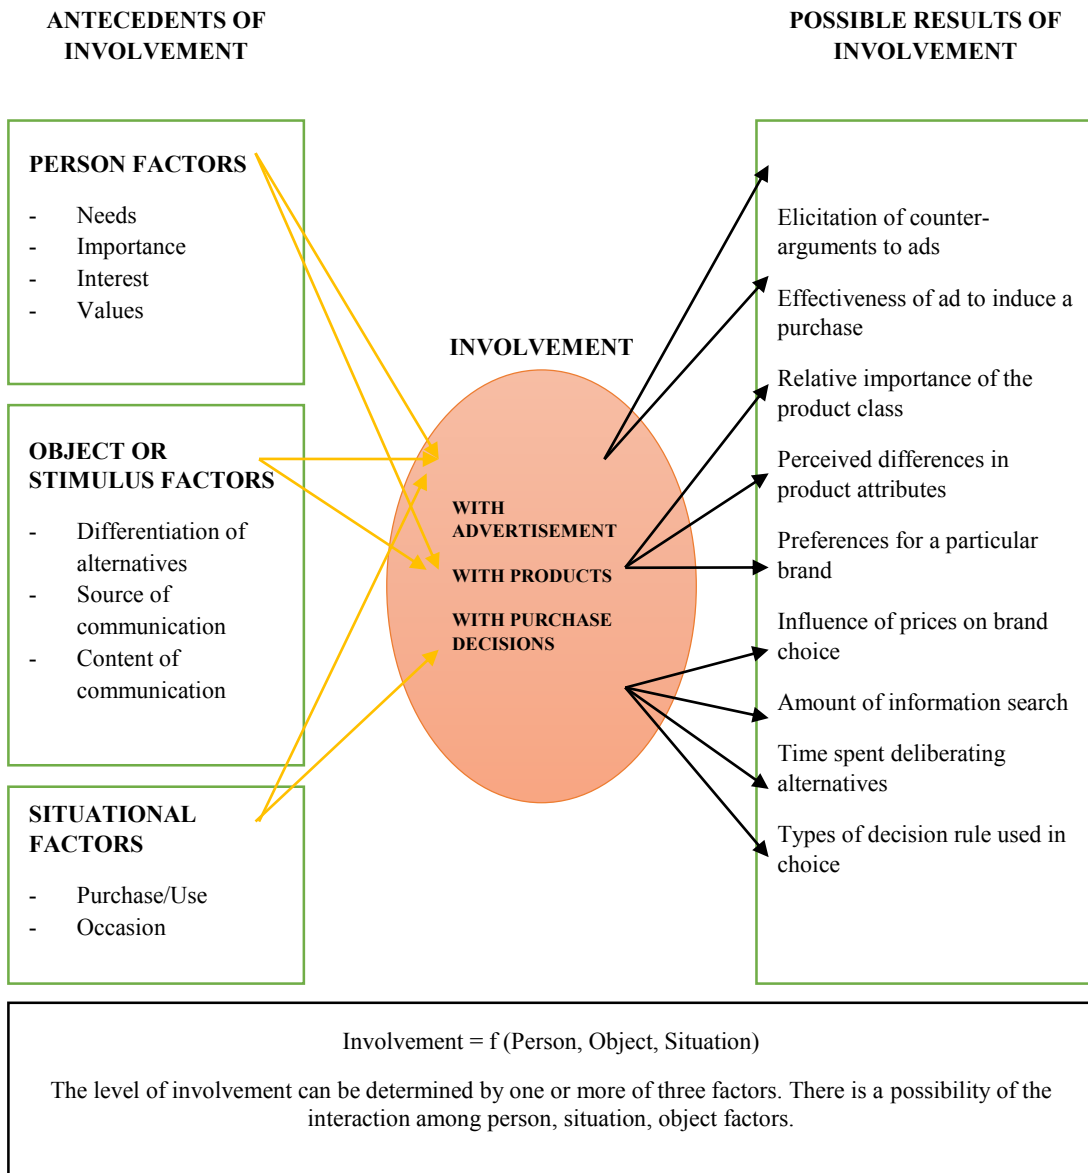 ANTECEDENTS OF
INVOLVEMENT
POSSIBLE RESULTS OF
INVOLVEMENT
PERSON FACTORS
- Needs
- Importance
- Interest
- Values
OBJECT OR
STIMULUS FACTORS
- Differentiation of
alternatives
- Source of
communication
- Content of
communication
SITUATIONAL
FACTORS
- Purchase/Use
- Occasion
INVOLVEMENT
WITH
ADVERTISEMENT
WITH PRODUCTS
WITH PURCHASE
DECISIONS
Elicitation of counter-
arguments to ads
Effectiveness of ad to induce a
purchase
Relative importance of the
product class
Perceived differences in
product attributes
Preferences for a particular
brand
Influence of prices on brand
choice
Amount of information search
Time spent deliberating
alternatives
Types of decision rule used in
choice
Involvement = f (Person, Object, Situation)
The level of involvement can be determined by one or more of three factors. There is a possibility of the
interaction among person, situation, object factors.